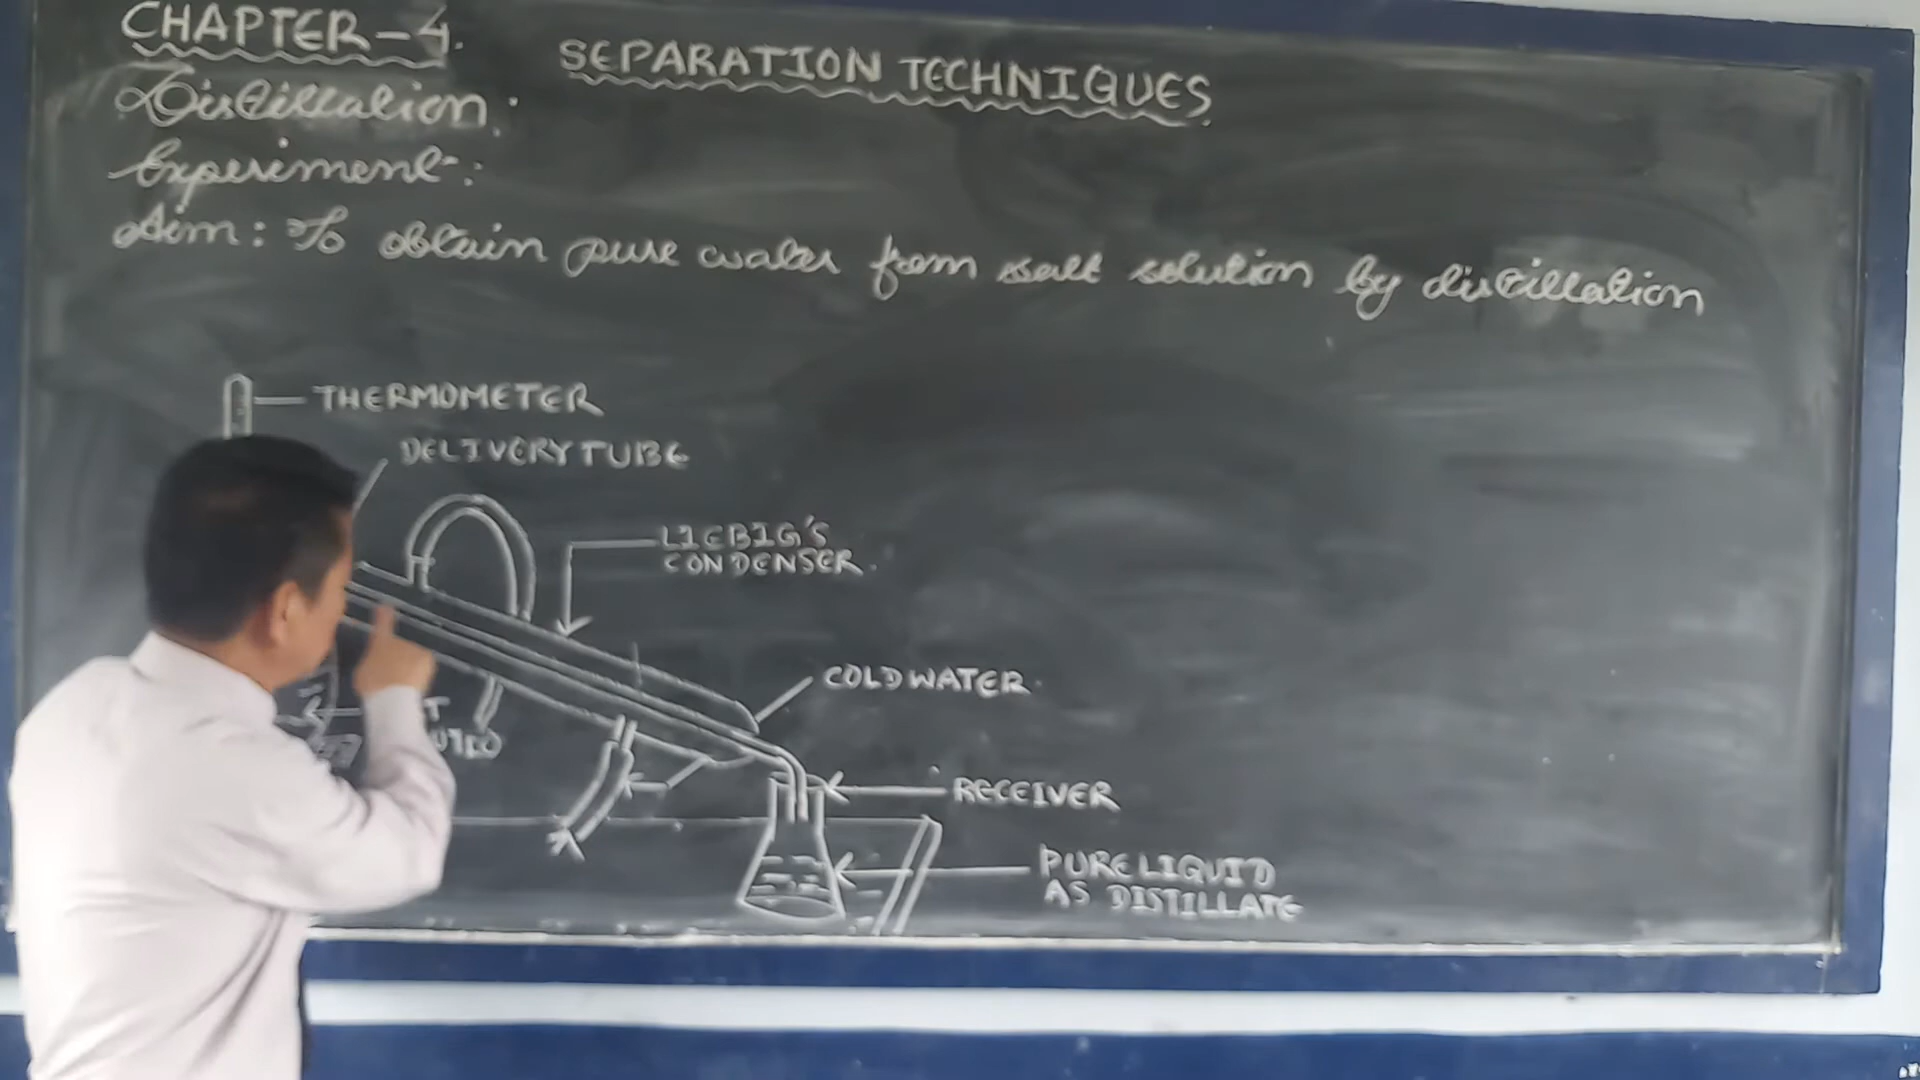 CHAPTER-4.
SEPARATION TECHNIQUES.
Distillation:
Experiment:
Aim: To obtain pure water from salt solution by distillation
THERMOMETER
DELIVERY TUBE
LIEBIG'S
CONDENSER.
COLD WATER.
RECEIVER
PURE LIQUID
AS DISTILLATE